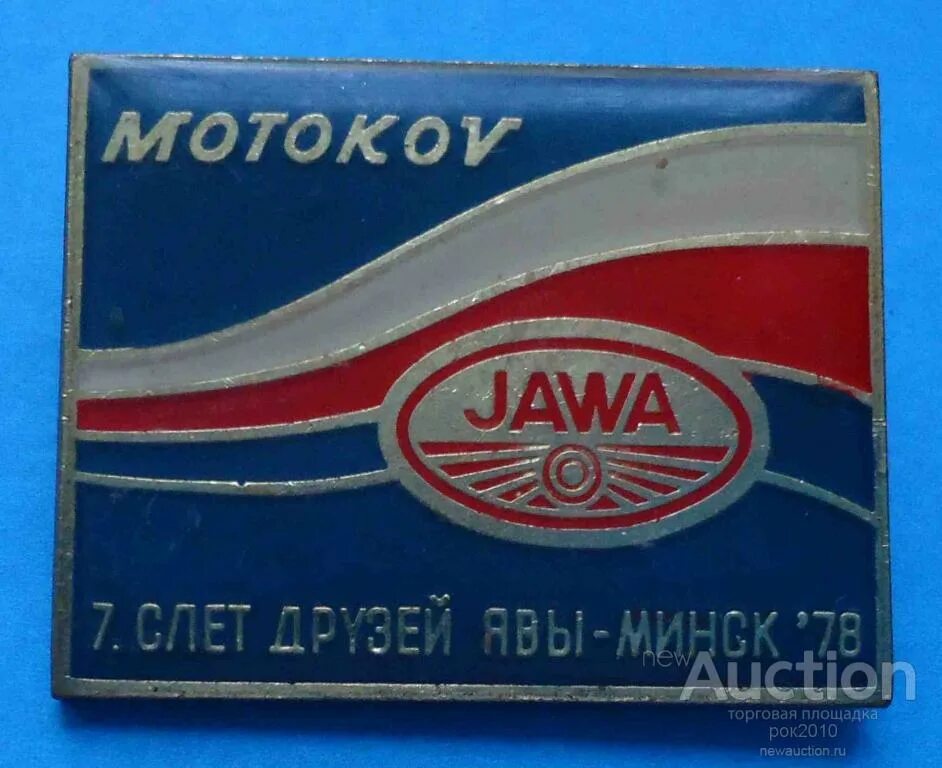 MOTOKOV
JAWA
7. СЛЕТ ДРУЗЕЙ ЯВЫ - МИНСК '78
newAuction
торговая площадка
рок2010
newauction.ru